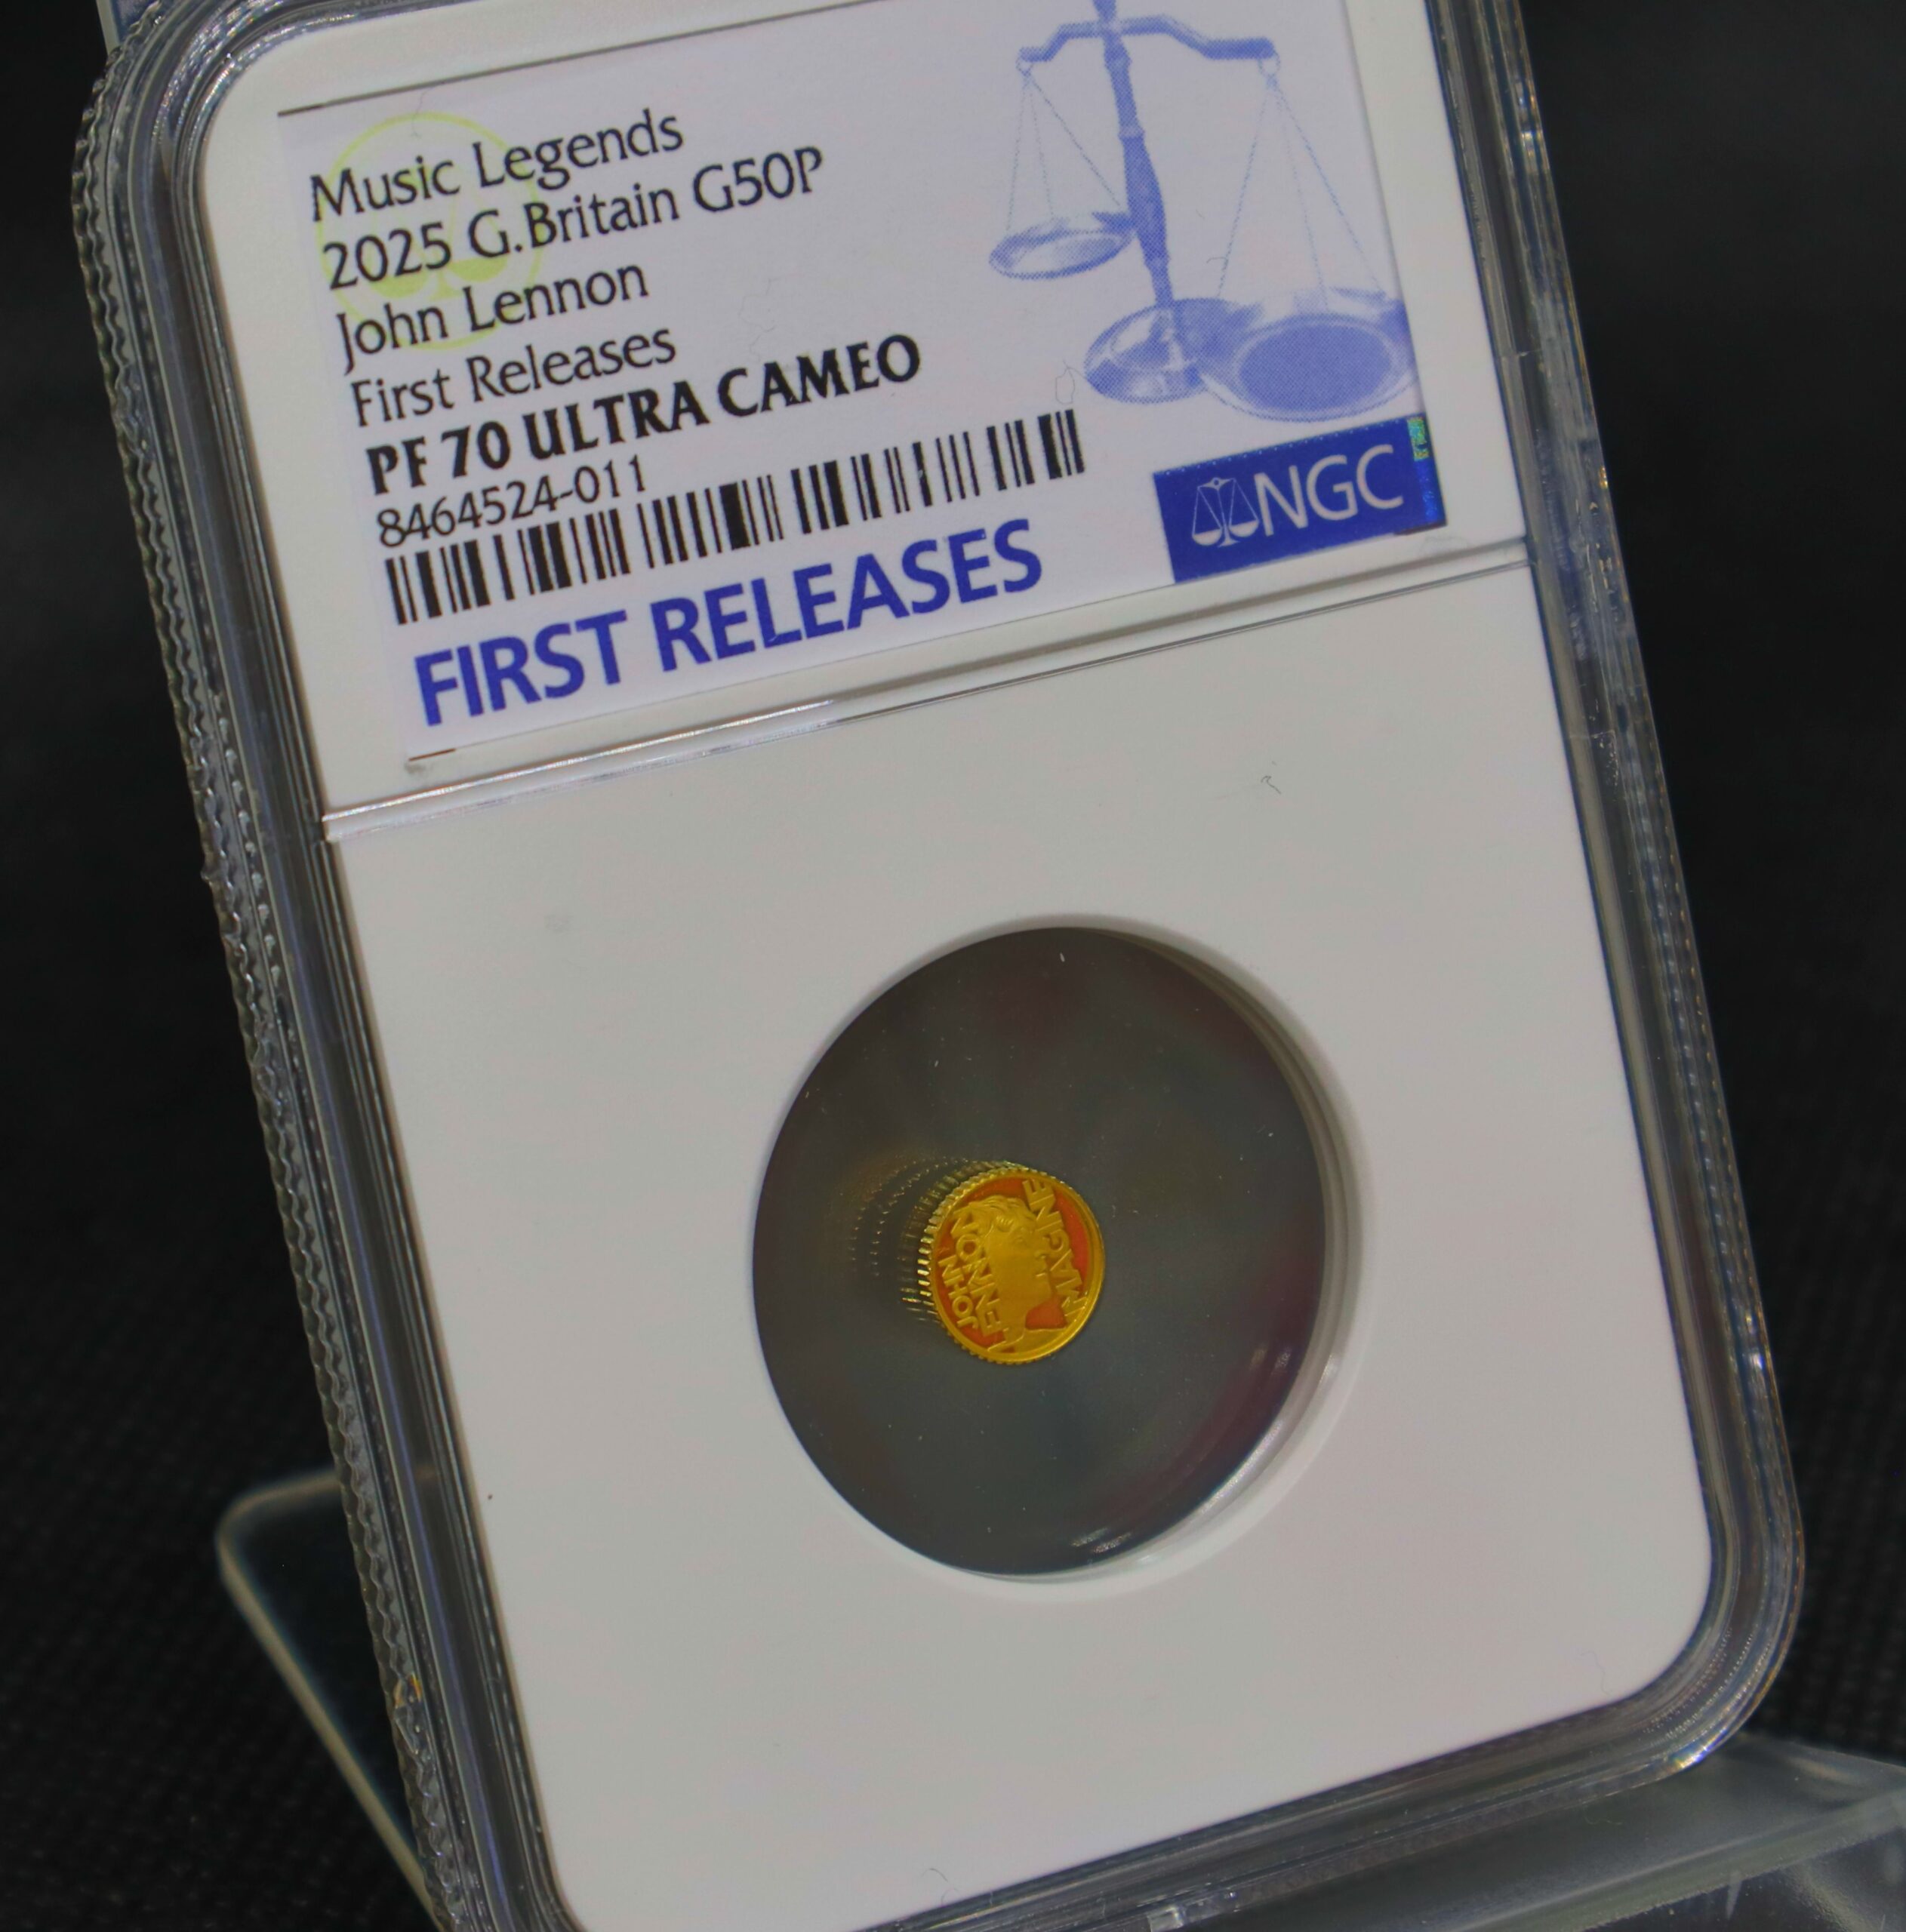 Music Legends
2025 G.Britain G50P
John Lennon
First Releases
PF 70 ULTRA CAMEO
8464524-011
FIRST RELEASES
NGC
JOHN
LENNON
IMAGINE